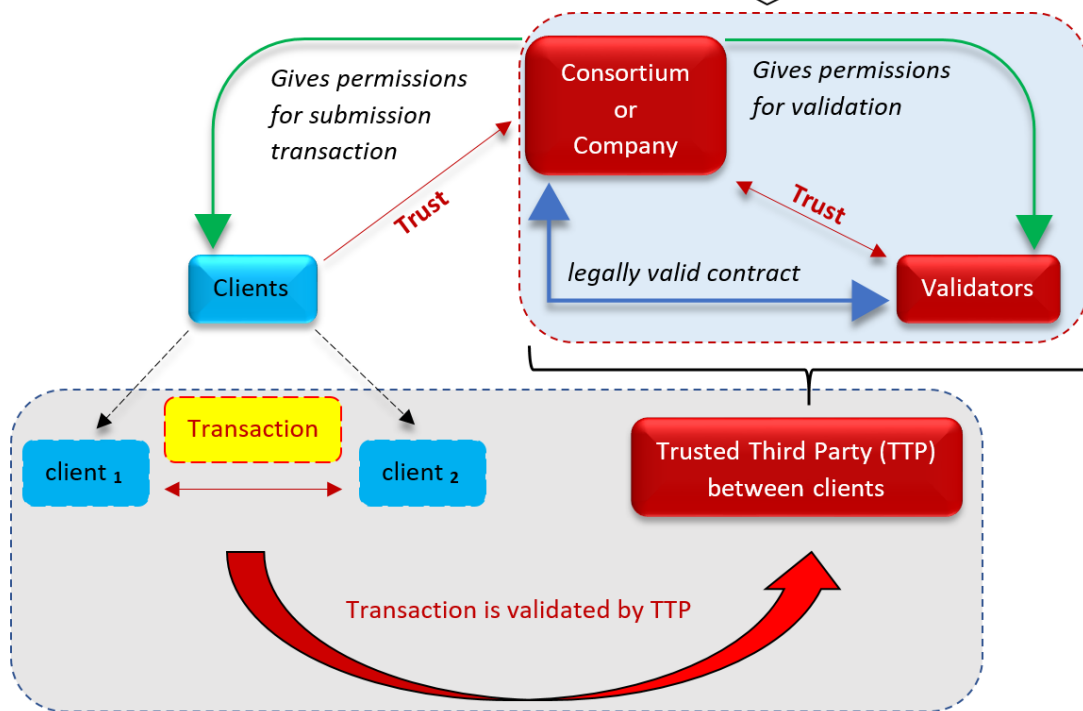 Gives permissions
for submission
transaction
Consortium
or
Company
Gives permissions
for validation
Trust
Trust
Clients
legally valid contract
Validators
Transaction
client 1
client 2
Trusted Third Party (TTP)
between clients
Transaction is validated by TTP